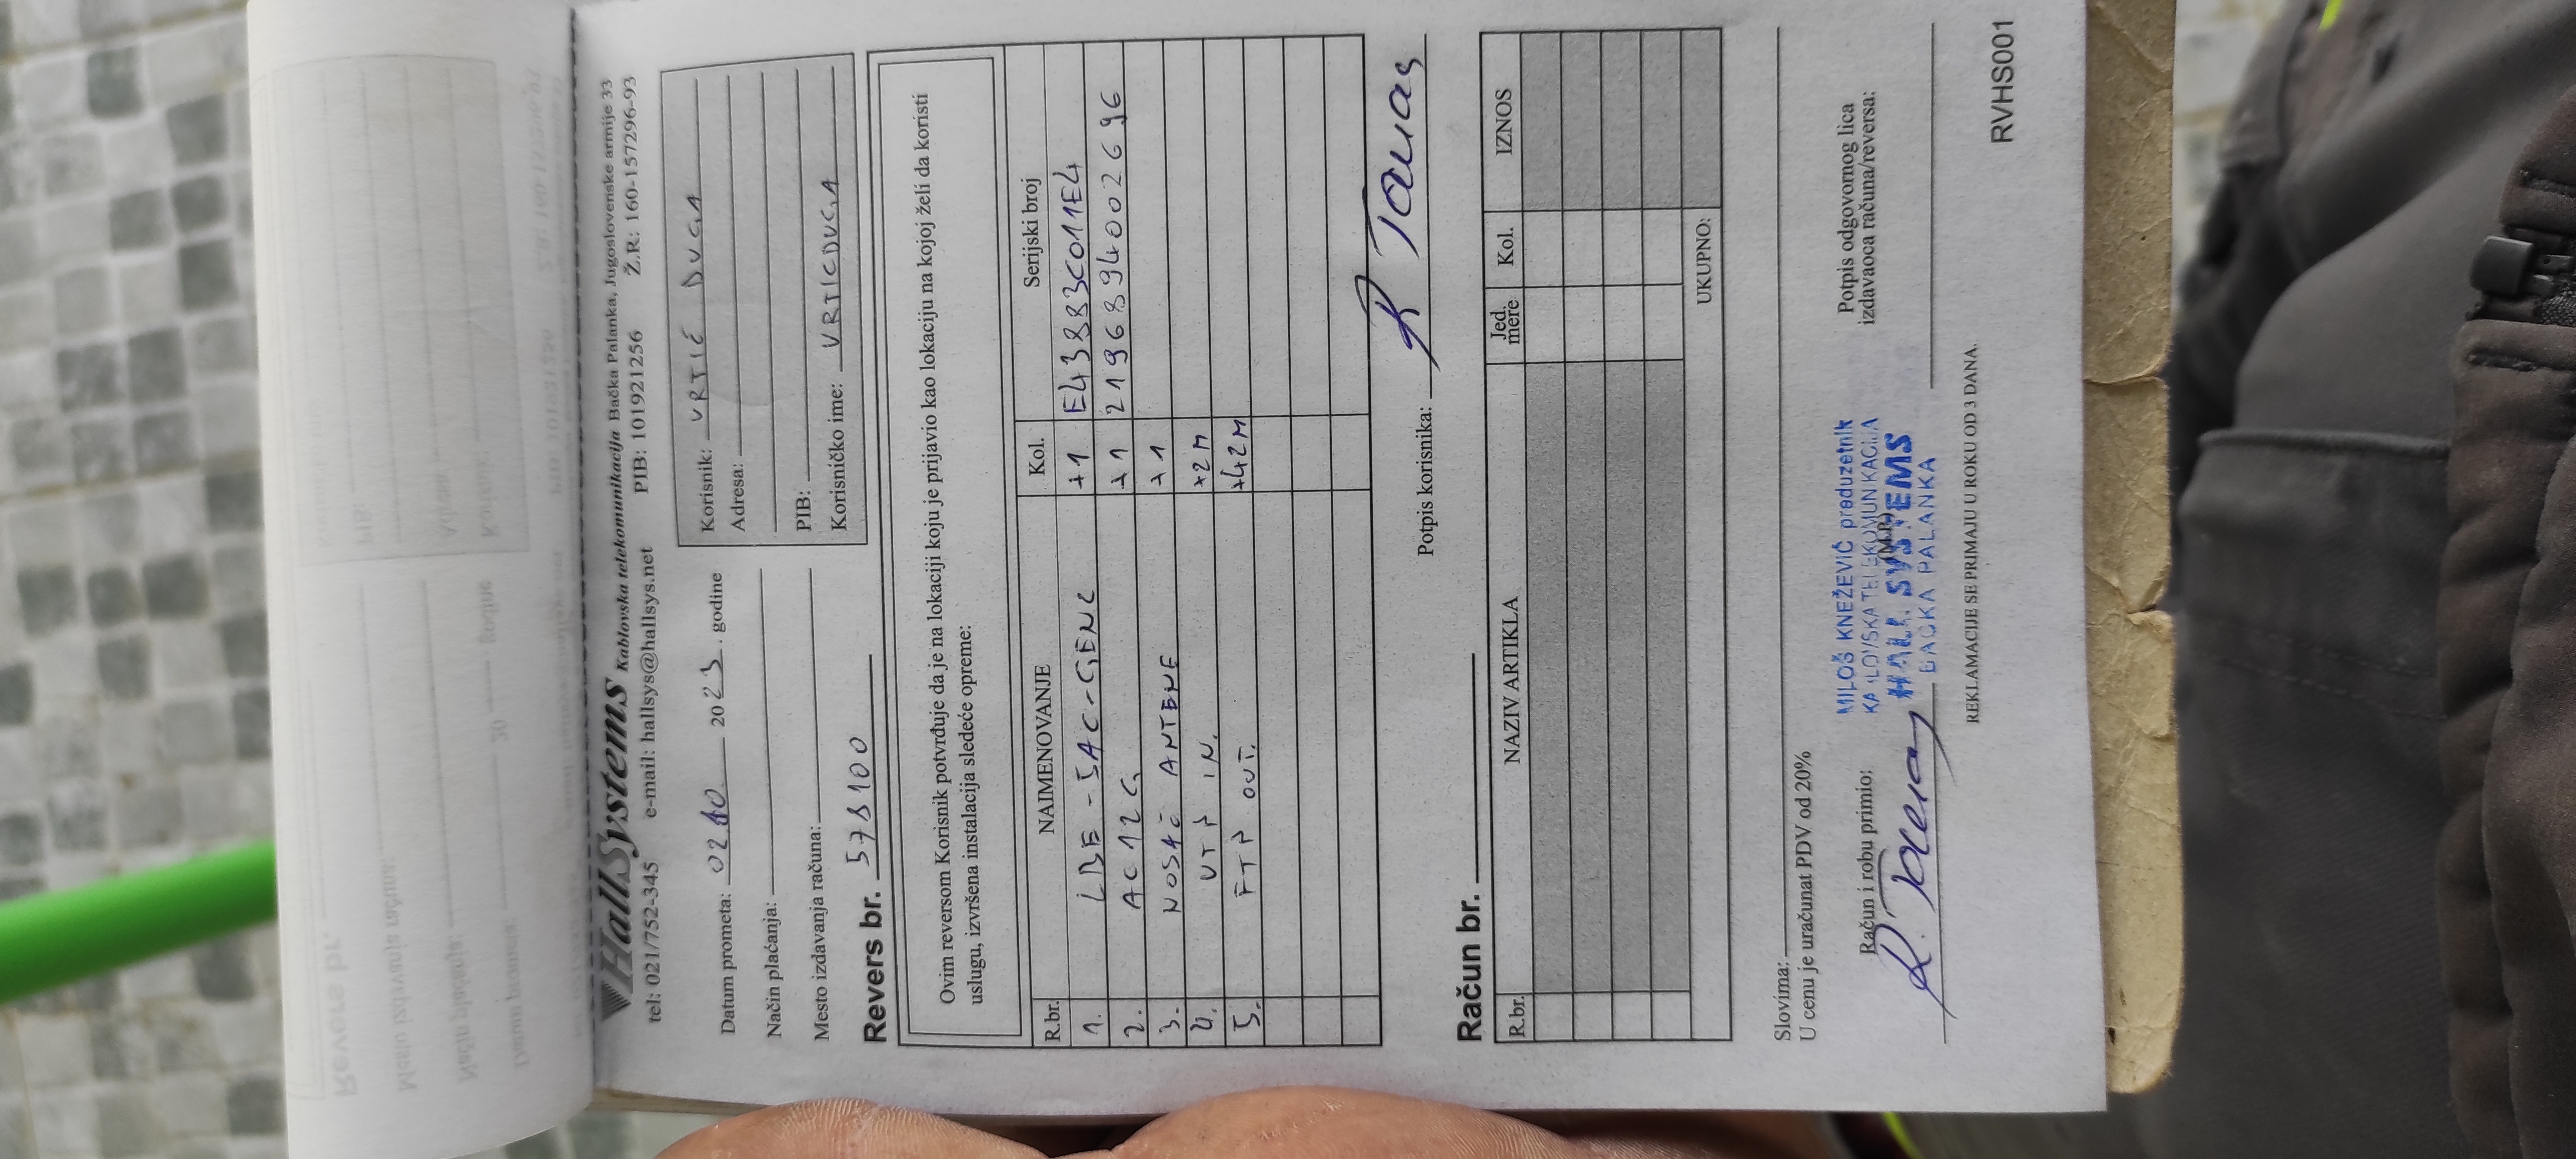 HallSystems Kablovska telekomunikacija Bačka Palanka, Jugoslovenske armije 33
tel: 021/752-345 e-mail: hallsys@hallsys.net PIB: 101921256 Ž.R: 160-157296-93
Datum prometa: 02.10 2023. godine
Način plaćanja:
Mesto izdavanja računa:
Korisnik: VRTIĆ DUGA
Adresa:
PIB:
Korisničko ime: VRTICDUGA
Revers br. 578100
Ovim reversom Korisnik potvrđuje da je na lokaciji koju je prijavio kao lokaciju na kojoj želi da koristi
uslugu, izvršena instalacija sledeće opreme:
R.br. NAIMENOVANJE Kol. Serijski broj
1. LBE-5AC-GEN2 +1 E43883C011E4
2. AC12G +1 2196894002696
3. NOSAČ ANTENE +1
4. UTP IN. +2M
5. FTP OUT. +42M
Potpis korisnika: R
Račun br.
R.br. NAZIV ARTIKLA Jed. mere Kol. IZNOS
UKUPNO:
Slovima:
U cenu je uračunat PDV od 20%
Račun i robu primio:
R.
MILOŠ KNEŽEVIĆ preduzetnik
KABLOVSKA TELEKOMUNIKACIJA
(M.P.)
HALL SYSTEMS
BAČKA PALANKA
Potpis odgovornog lica
izdavaoca računa/reversa:
REKLAMACIJE SE PRIMAJU U ROKU OD 3 DANA.
RVHS001